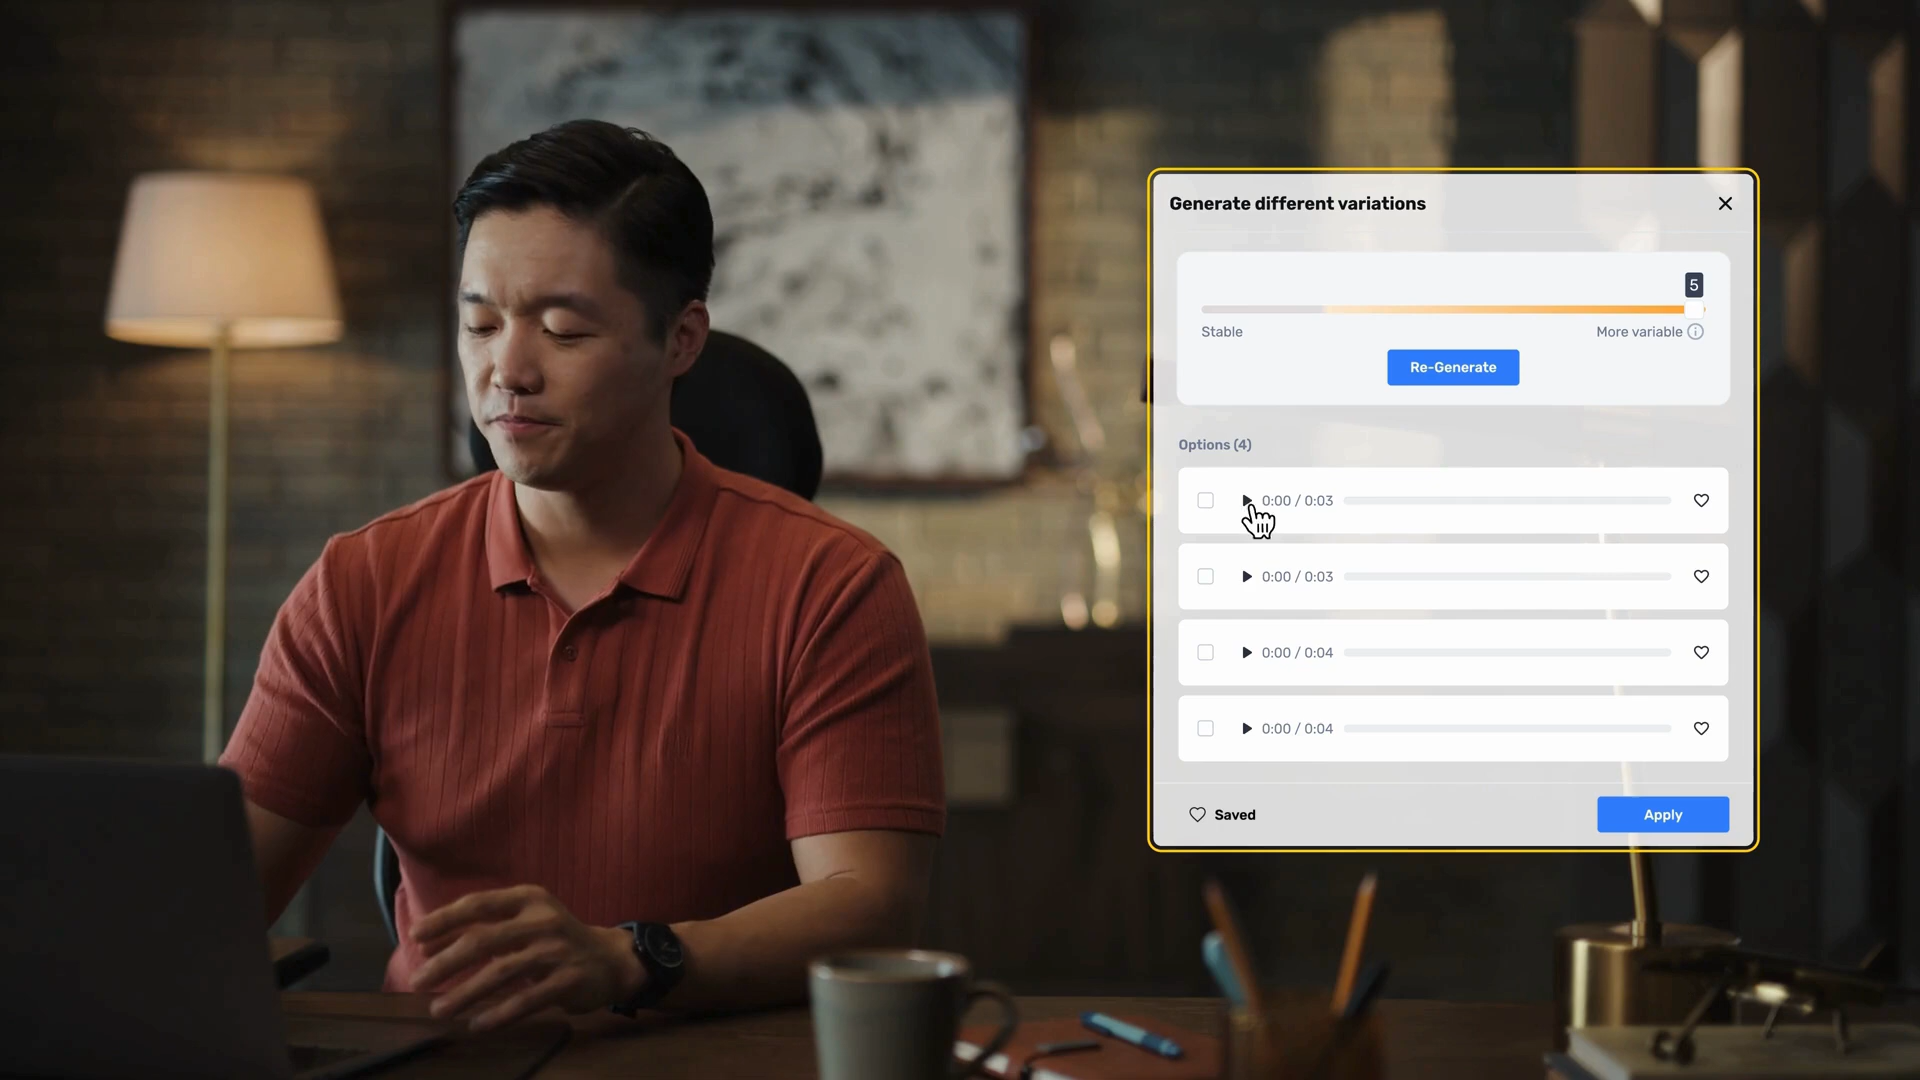 Generate different variations
5
Stable
More variable
Re-Generate
Options (4)
0:00 / 0:03
0:00 / 0:03
0:00 / 0:04
0:00 / 0:04
Saved
Apply